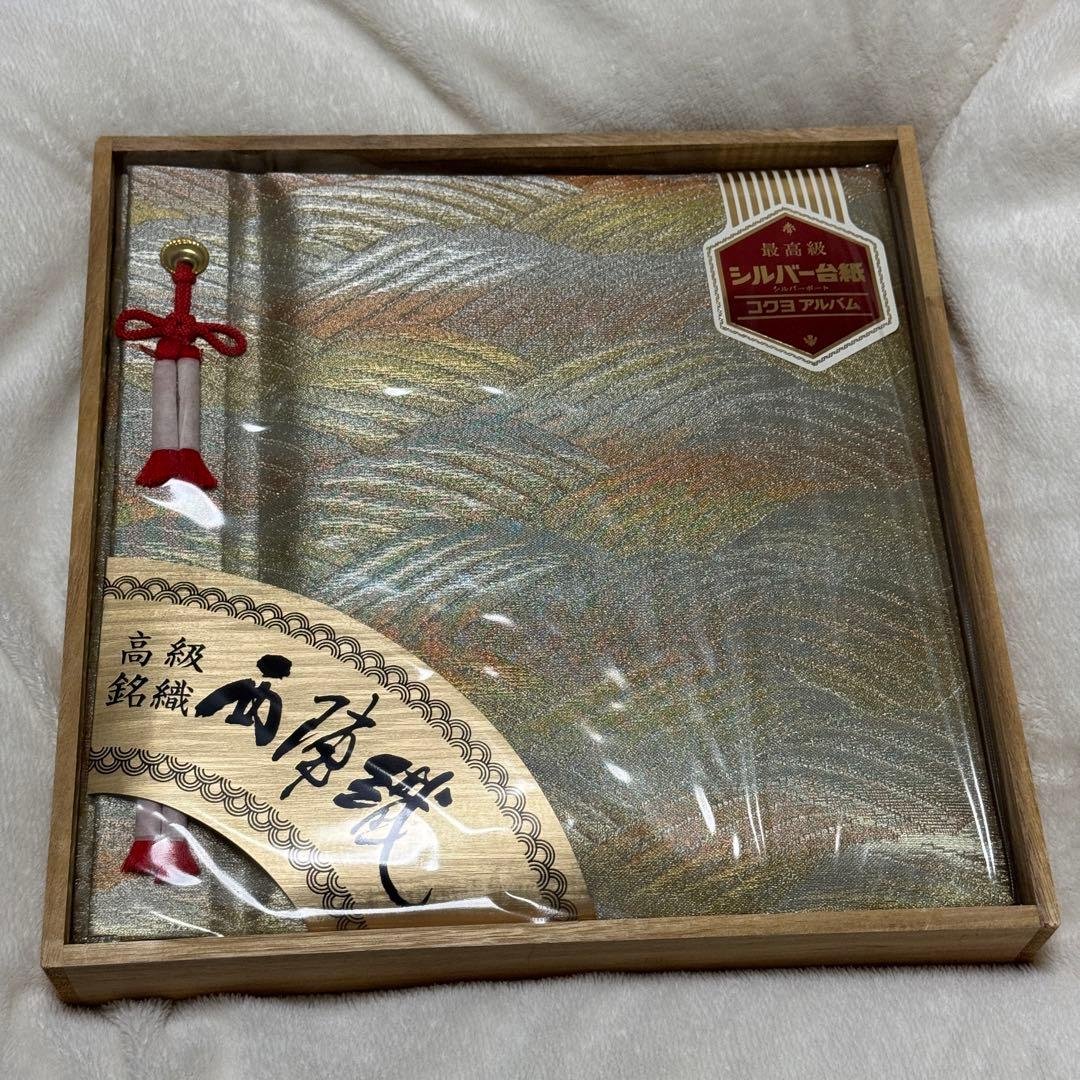 最高級
シルバー台紙
シルバーボード
コクヨ アルバム
高級
銘織
西陣織